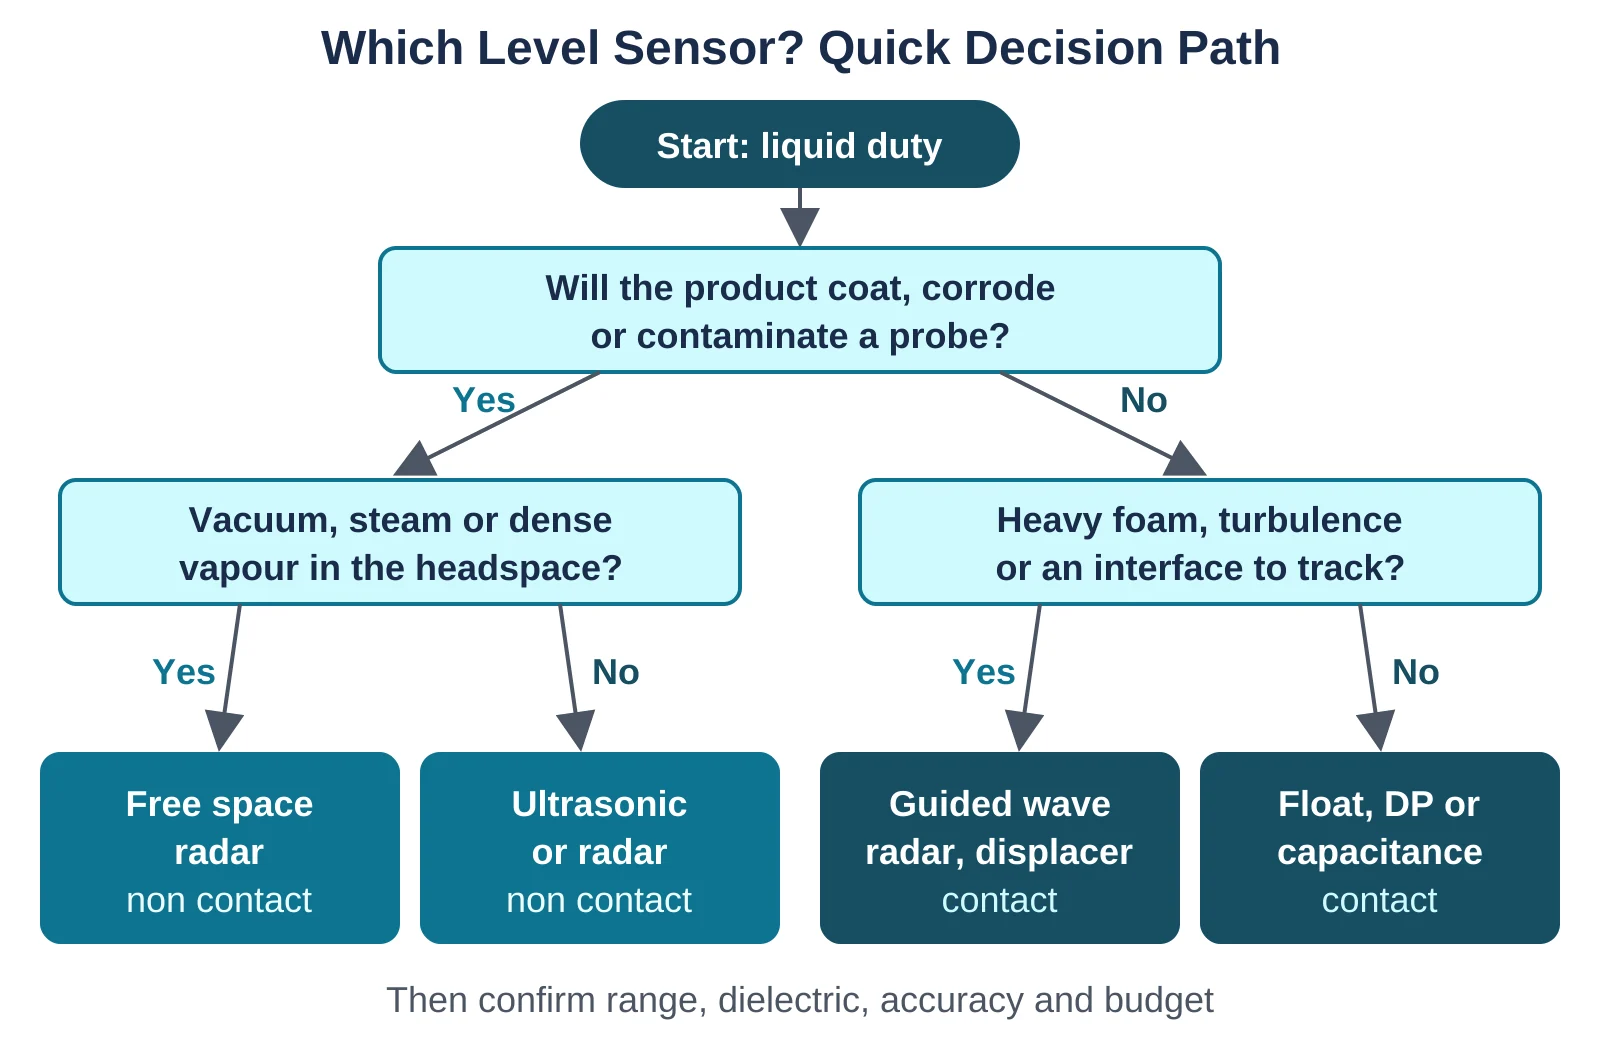 Which Level Sensor? Quick Decision Path
Start: liquid duty
Will the product coat, corrode
or contaminate a probe?
Yes
No
Vacuum, steam or dense
vapour in the headspace?
Heavy foam, turbulence
or an interface to track?
Yes
No
Yes
No
Free space
radar
non contact
Ultrasonic
or radar
non contact
Guided wave
radar, displacer
contact
Float, DP or
capacitance
contact
Then confirm range, dielectric, accuracy and budget